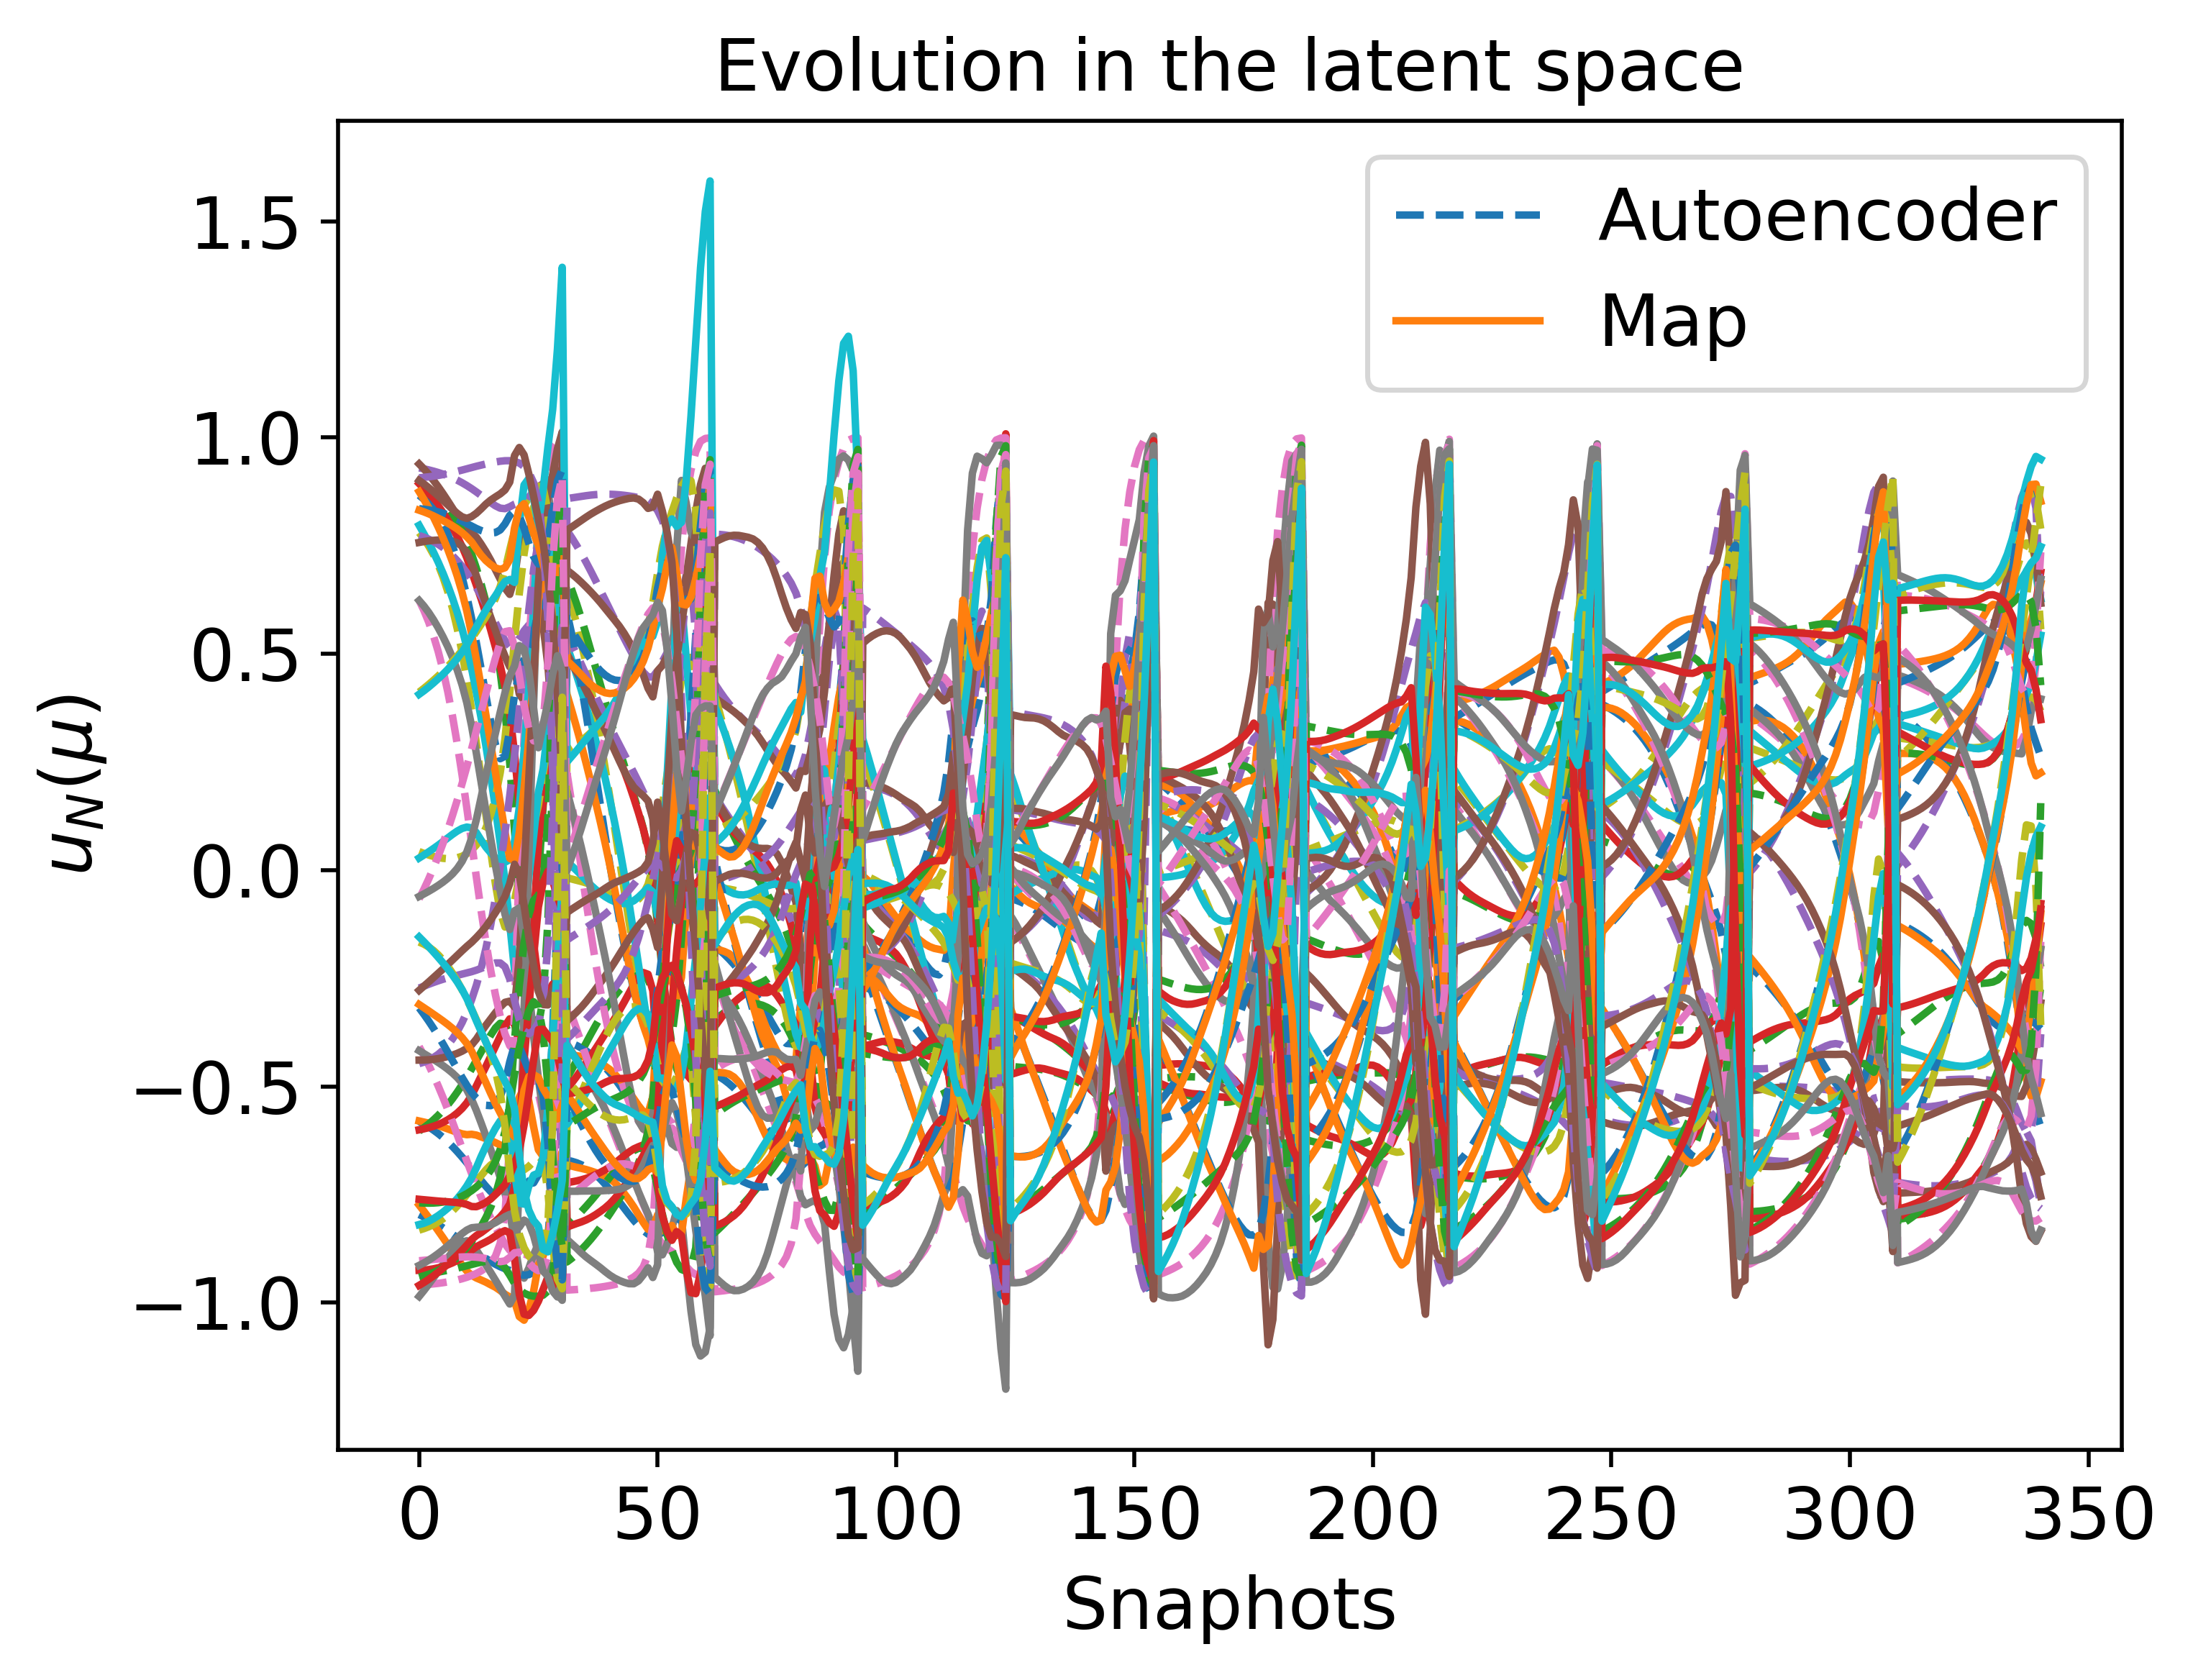 Evolution in the latent space
Autoencoder
Map
u_N(μ)
1.5
1.0
0.5
0.0
−0.5
−1.0
0 50 100 150 200 250 300 350
Snaphots